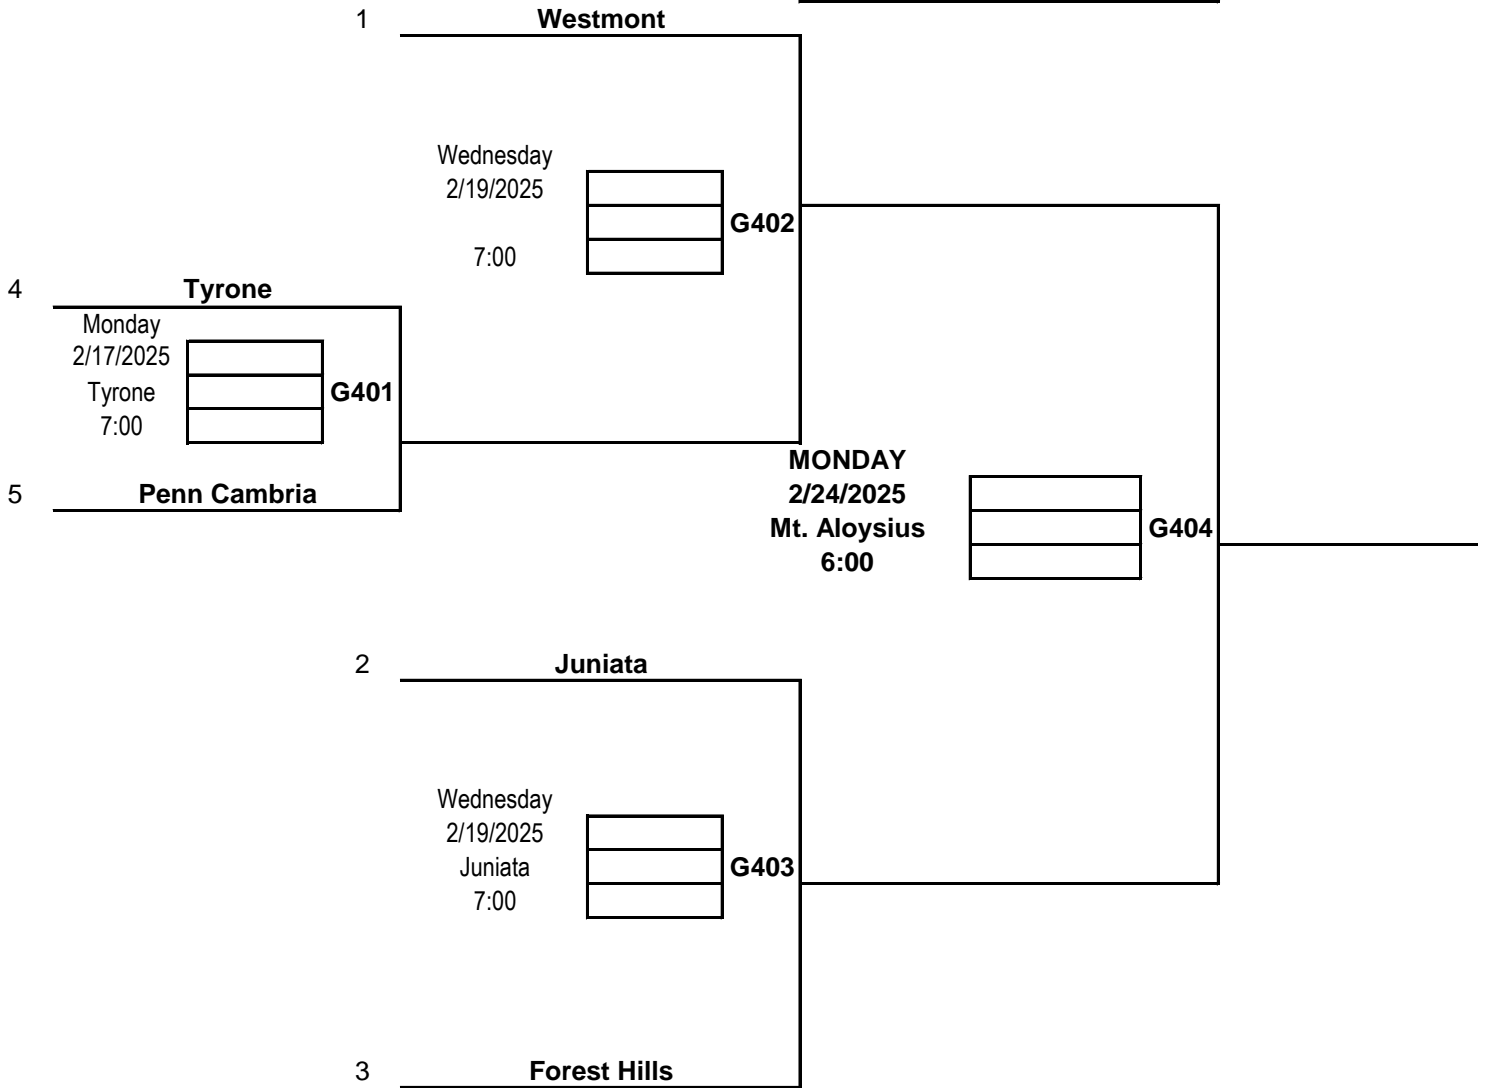 1 Westmont
Wednesday
2/19/2025
G402
7:00
4 Tyrone
Monday
2/17/2025
Tyrone
G401
7:00
5 Penn Cambria
MONDAY
2/24/2025
Mt. Aloysius
G404
6:00
2 Juniata
Wednesday
2/19/2025
Juniata
G403
7:00
3 Forest Hills